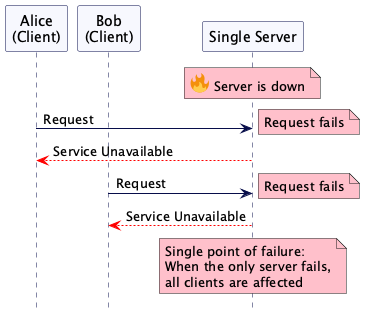 Alice
(Client)
Bob
(Client)
Single Server
Server is down
Request
Request fails
Service Unavailable
Request
Request fails
Service Unavailable
Single point of failure:
When the only server fails,
all clients are affected